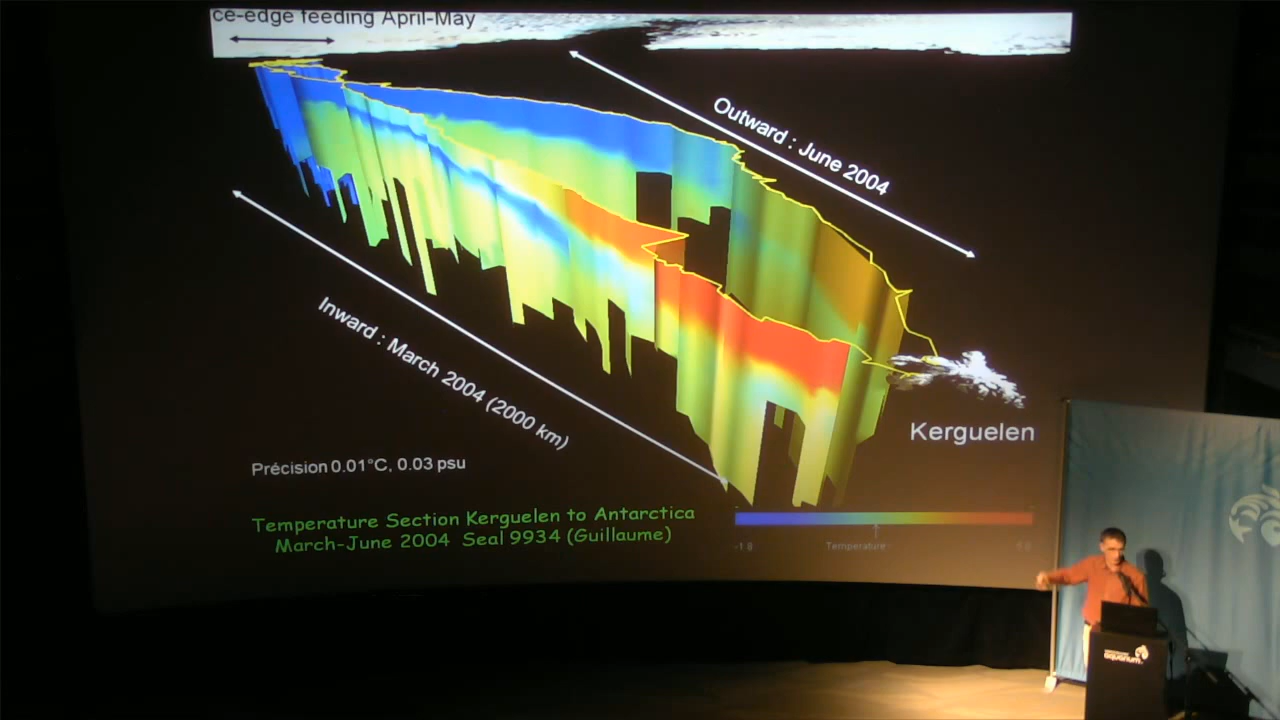 ce-edge feeding April-May
Outward : June 2004
Inward : March 2004 (2000 km)
Kerguelen
Précision 0.01°C, 0.03 psu
Temperature Section Kerguelen to Antarctica
March-June 2004 Seal 9934 (Guillaume)
Temperature
aquarium